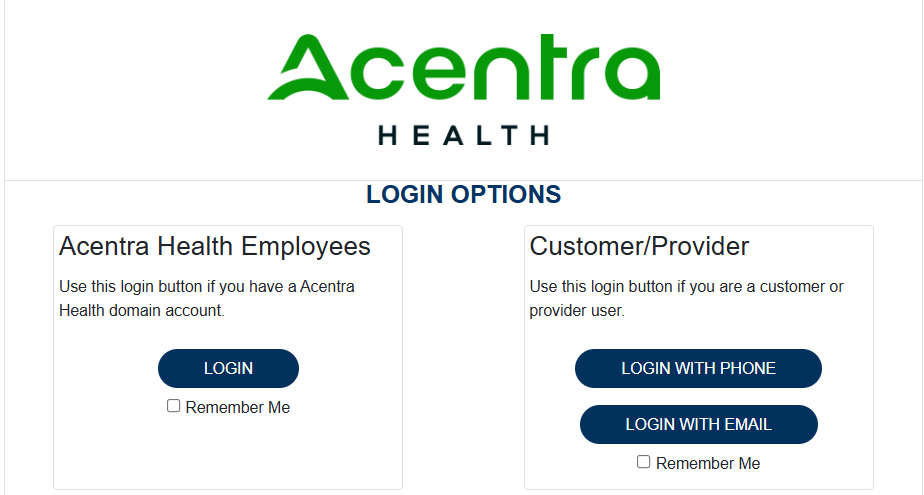 Acentra
HEALTH
LOGIN OPTIONS
Acentra Health Employees
Use this login button if you have a Acentra
Health domain account.
LOGIN
Remember Me
Customer/Provider
Use this login button if you are a customer or
provider user.
LOGIN WITH PHONE
LOGIN WITH EMAIL
Remember Me